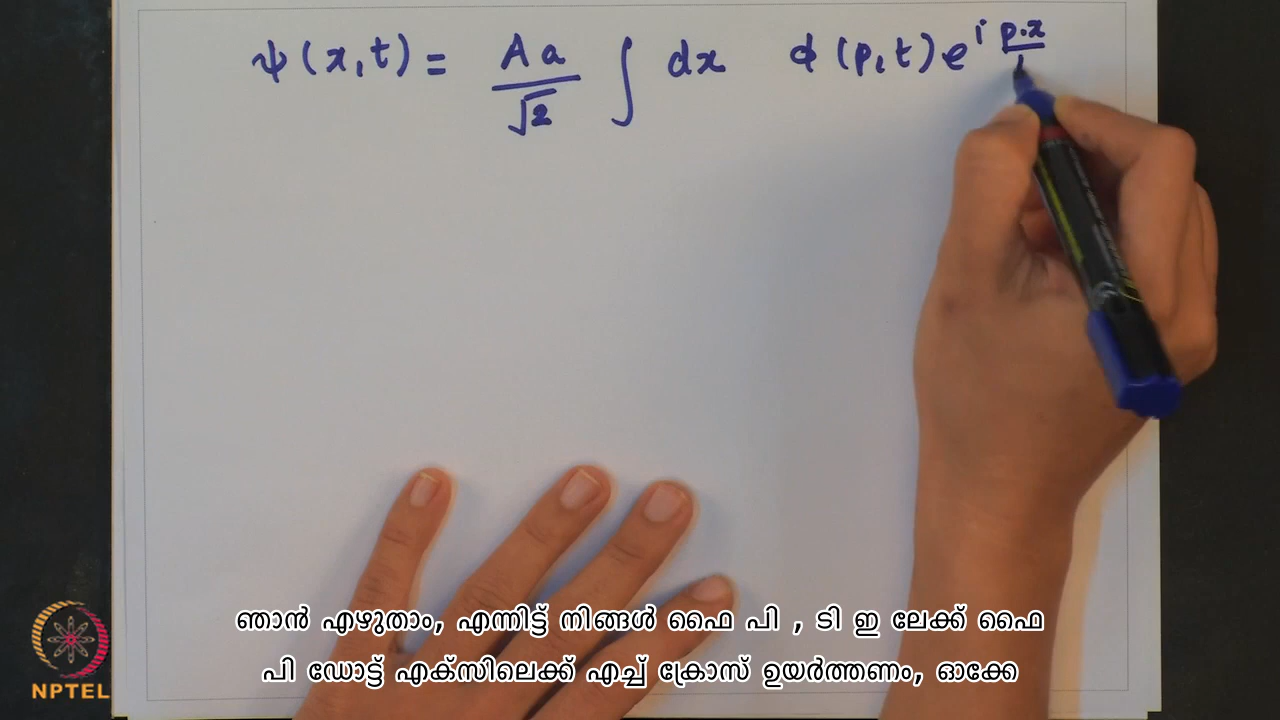 ψ(x,t) = Aa/√2 ∫ dx ϕ(p,t) e^{i p·x/
ഞാൻ എഴുതാം, എന്നിട്ട് നിങ്ങൾ ഫൈ പി , ടി ഇ ലേക്ക് ഫൈ
പി ഡോട്ട് എക്സിലെക്ക് എച്ച് ക്രോസ് ഉയർത്തണം, ഓക്കേ
NPTEL